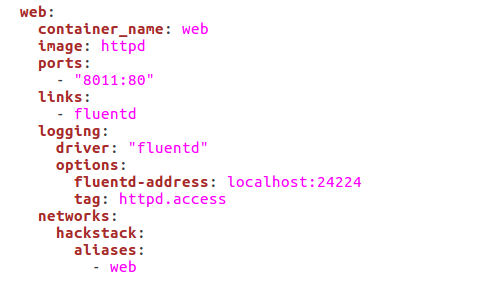 web:
  container_name: web
  image: httpd
  ports:
    - "8011:80"
  links:
    - fluentd
  logging:
    driver: "fluentd"
    options:
      fluentd-address: localhost:24224
      tag: httpd.access
  networks:
    hackstack:
      aliases:
        - web